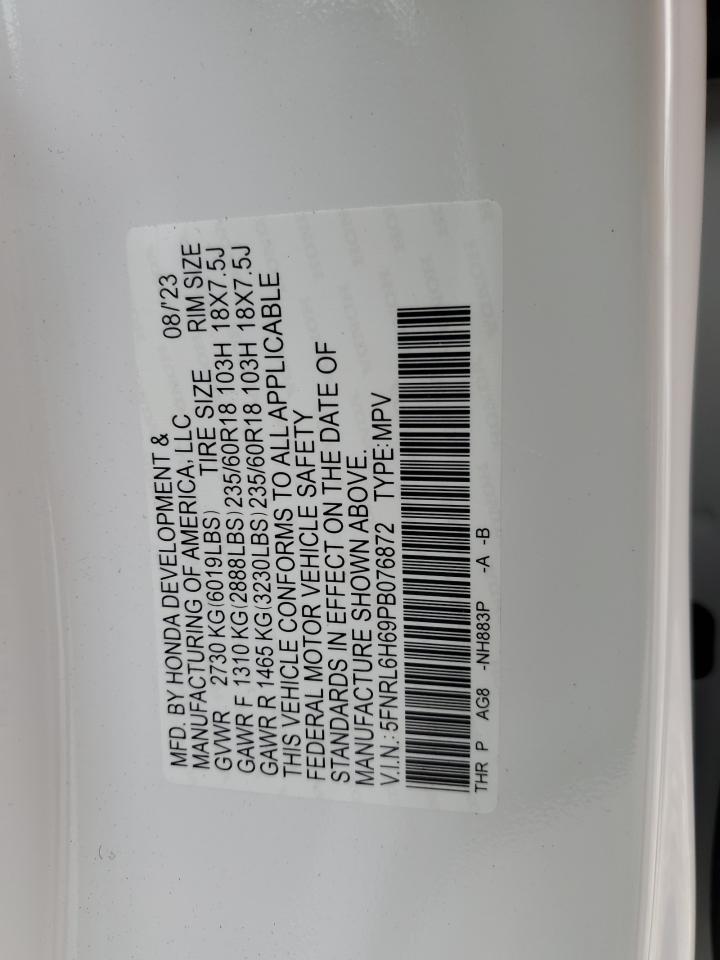 MFD. BY HONDA DEVELOPMENT &
MANUFACTURING OF AMERICA, LLC 08/'23
GVWR 2730 KG(6019LBS) TIRE SIZE RIM SIZE
GAWR F 1310 KG(2888LBS)235/60R18 103H 18X7.5J
GAWR R 1465 KG(3230LBS)235/60R18 103H 18X7.5J
THIS VEHICLE CONFORMS TO ALL APPLICABLE
FEDERAL MOTOR VEHICLE SAFETY
STANDARDS IN EFFECT ON THE DATE OF
MANUFACTURE SHOWN ABOVE.
V.I.N.:5FNRL6H69PB076872 TYPE:MPV
THR P AG8 -NH883P -A -B